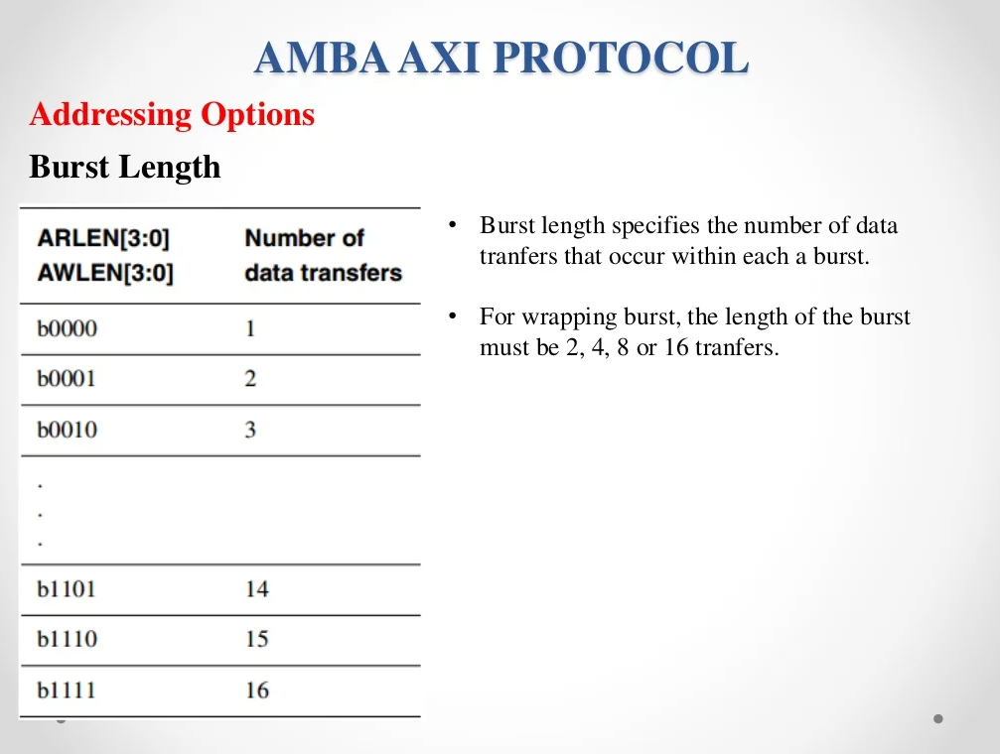 AMBA AXI PROTOCOL
Addressing Options
Burst Length
ARLEN[3:0] Number of
AWLEN[3:0] data transfers
b0000 1
b0001 2
b0010 3
.
.
.
b1101 14
b1110 15
b1111 16
• Burst length specifies the number of data
tranfers that occur within each a burst.
• For wrapping burst, the length of the burst
must be 2, 4, 8 or 16 tranfers.